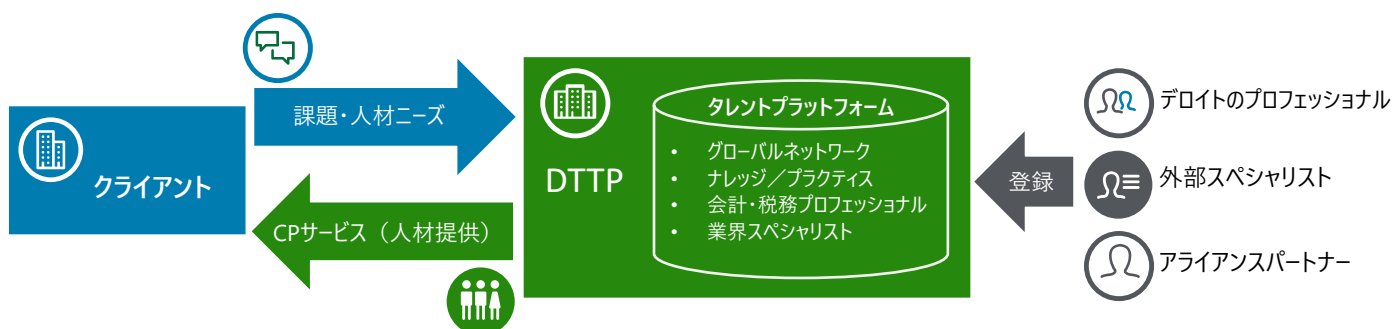 クライアント
課題・人材ニーズ
CPサービス（人材提供）
DTTP
タレントプラットフォーム
• グローバルネットワーク
• ナレッジ／プラクティス
• 会計・税務プロフェッショナル
• 業界スペシャリスト
登録
デロイトのプロフェッショナル
外部スペシャリスト
アライアンスパートナー